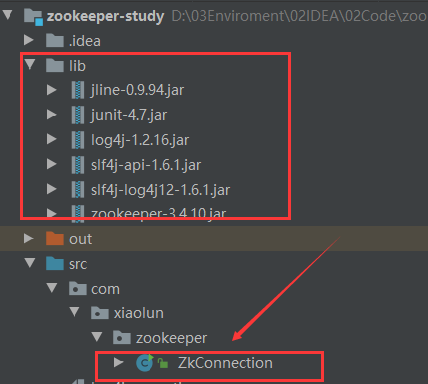 zookeeper-study D:\03Enviroment\02IDEA\02Code\zoo
.idea
lib
jline-0.9.94.jar
junit-4.7.jar
log4j-1.2.16.jar
slf4j-api-1.6.1.jar
slf4j-log4j12-1.6.1.jar
zookeeper-3.4.10.jar
out
src
com
xiaolun
zookeeper
ZkConnection